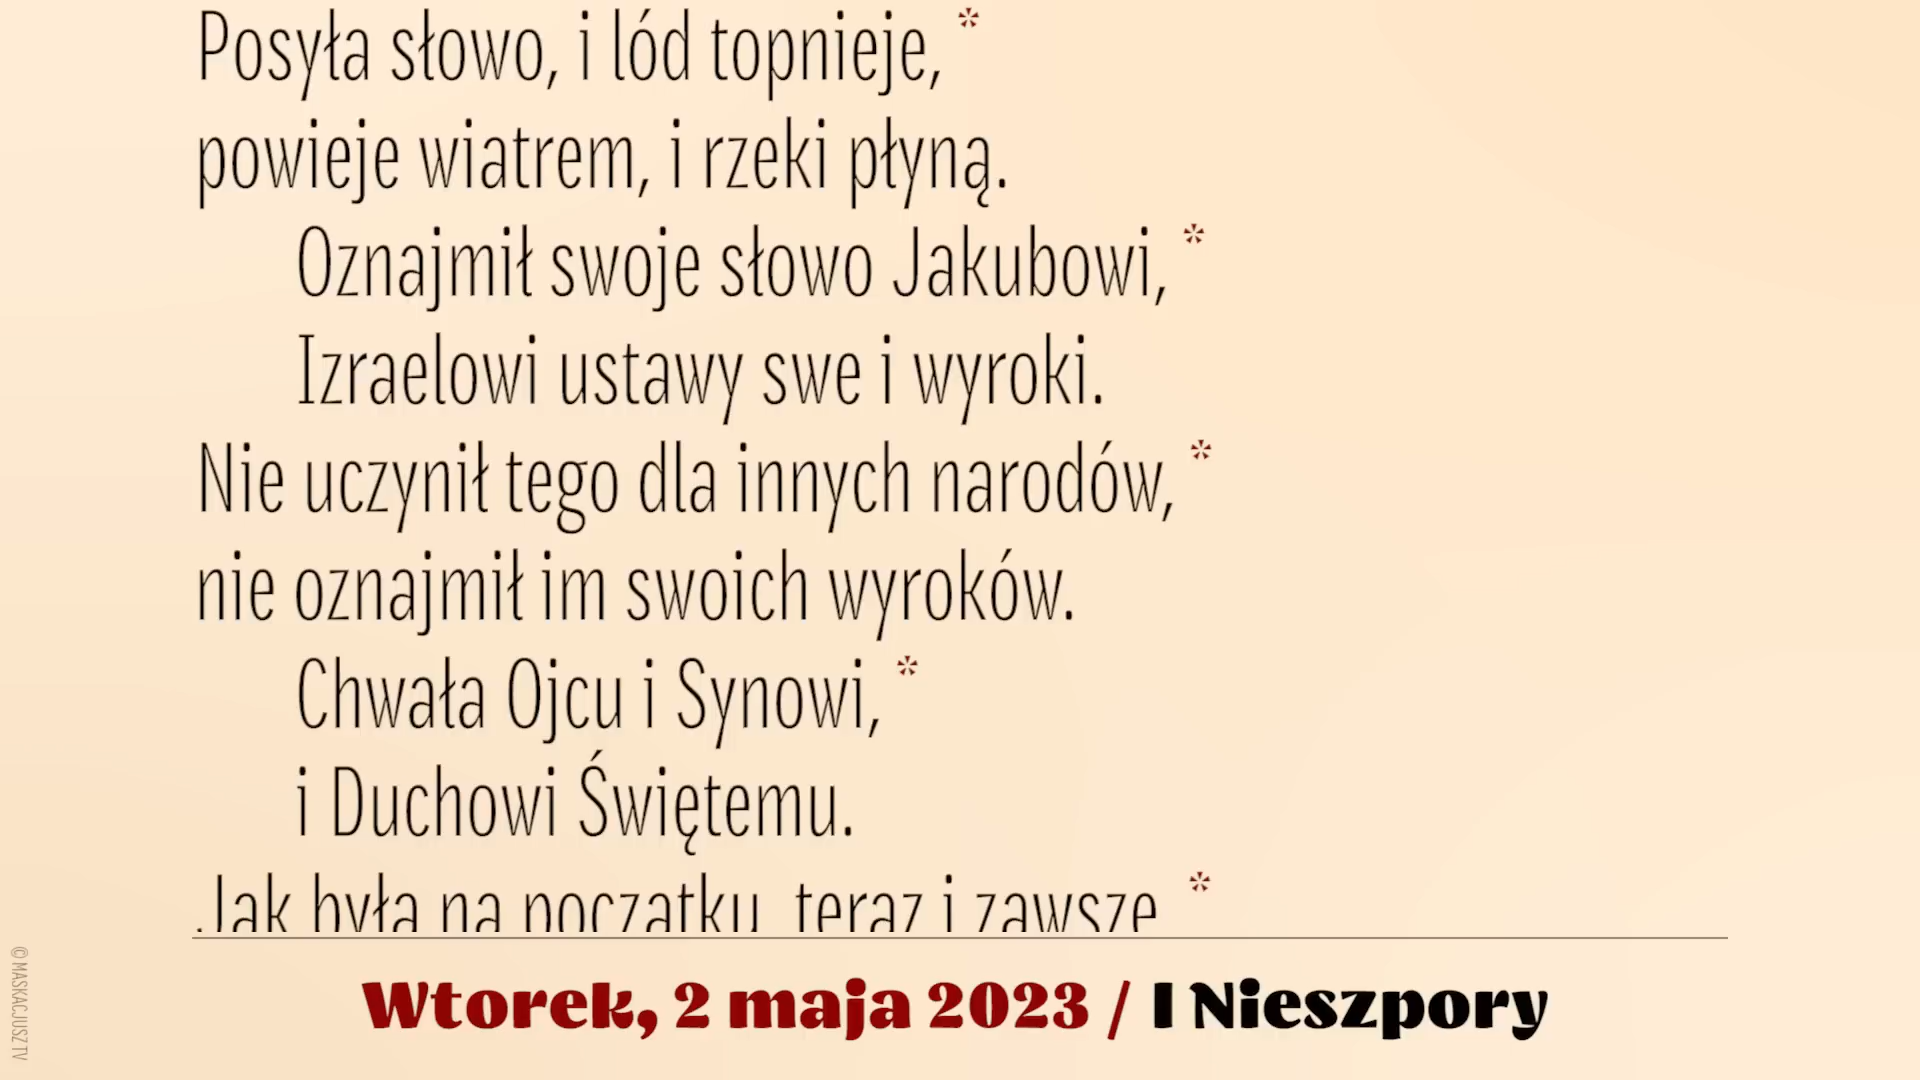 Posyła słowo, i lód topnieje, *
powieje wiatrem, i rzeki płyną.
Oznajmił swoje słowo Jakubowi, *
Izraelowi ustawy swe i wyroki.
Nie uczynił tego dla innych narodów, *
nie oznajmił im swoich wyroków.
Chwała Ojcu i Synowi, *
i Duchowi Świętemu.
Jak była na początku, teraz i zawsze, *
Wtorek, 2 maja 2023 / I Nieszpory
© MASKACJUSZ TV